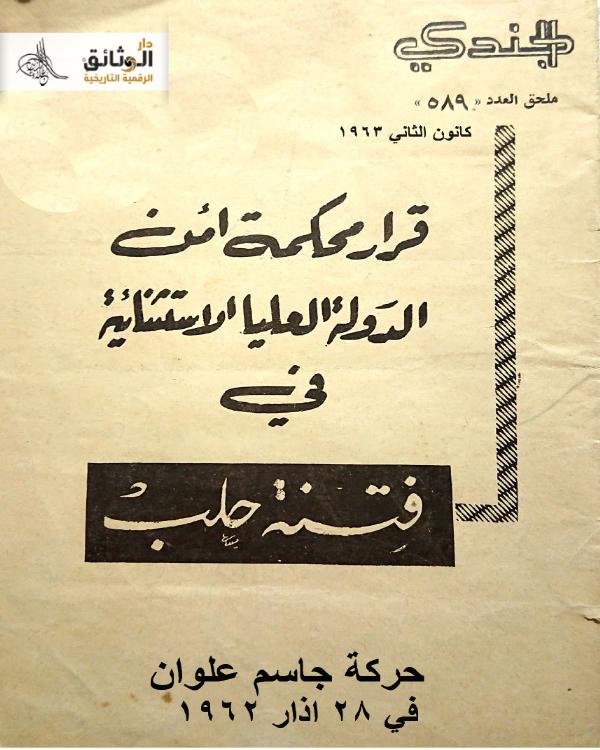 دار
الوثائق
الرقمية التاريخية
الجندي
ملحق العدد «٥٨٩»
كانون الثاني ١٩٦٣
قرار محكمة امن
الدولة العليا الاستثنائية
في
فتنة حلب
حركة جاسم علوان
في ٢٨ اذار ١٩٦٢